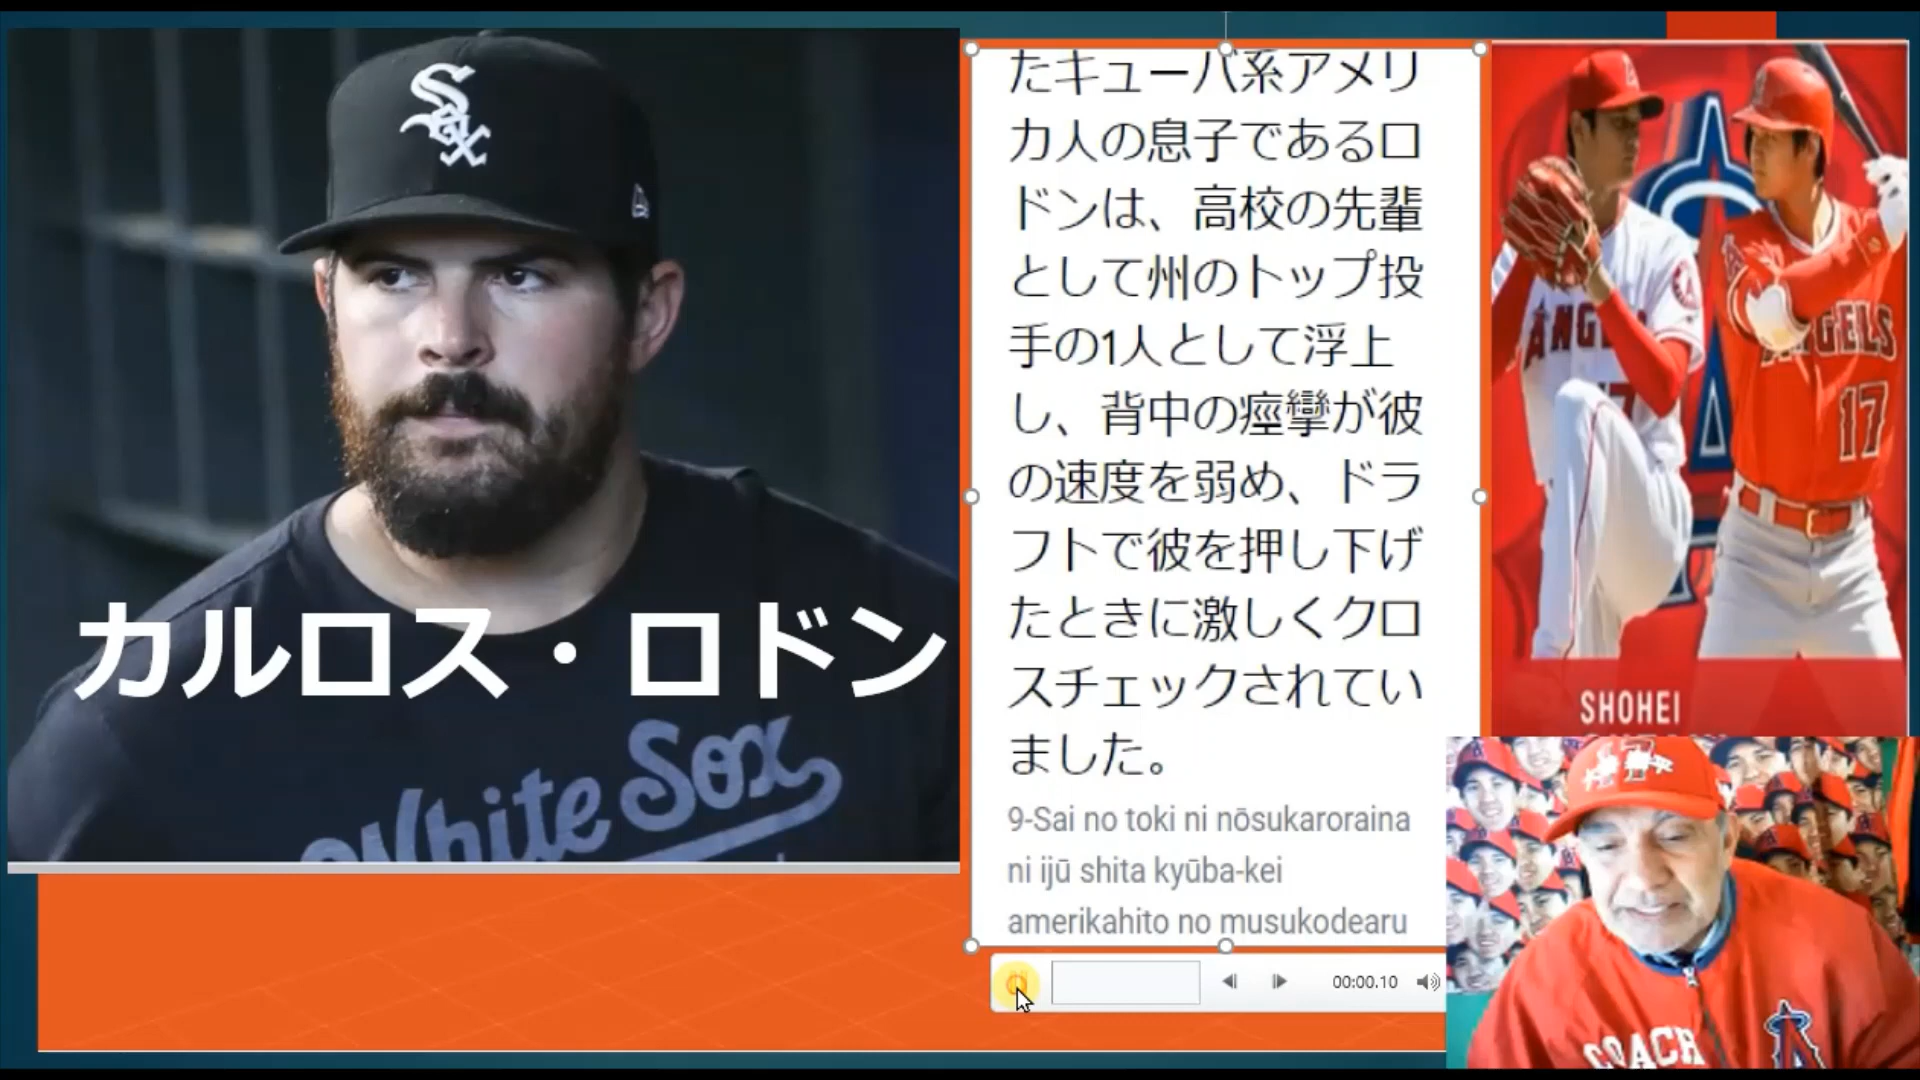 Sox
カルロス・ロドン
White Sox
たキューバ系アメリ
カ人の息子であるロ
ドンは、高校の先輩
として州のトップ投
手の1人として浮上
し、背中の痙攣が彼
の速度を弱め、ドラ
フトで彼を押し下げ
たときに激しくクロ
スチェックされてい
ました。
9-Sai no toki ni nōsukaroraina
ni ijū shita kyūba-kei
amerikahito no musukodearu
00:00.10
ANGELS
17
SHOHEI
COACH